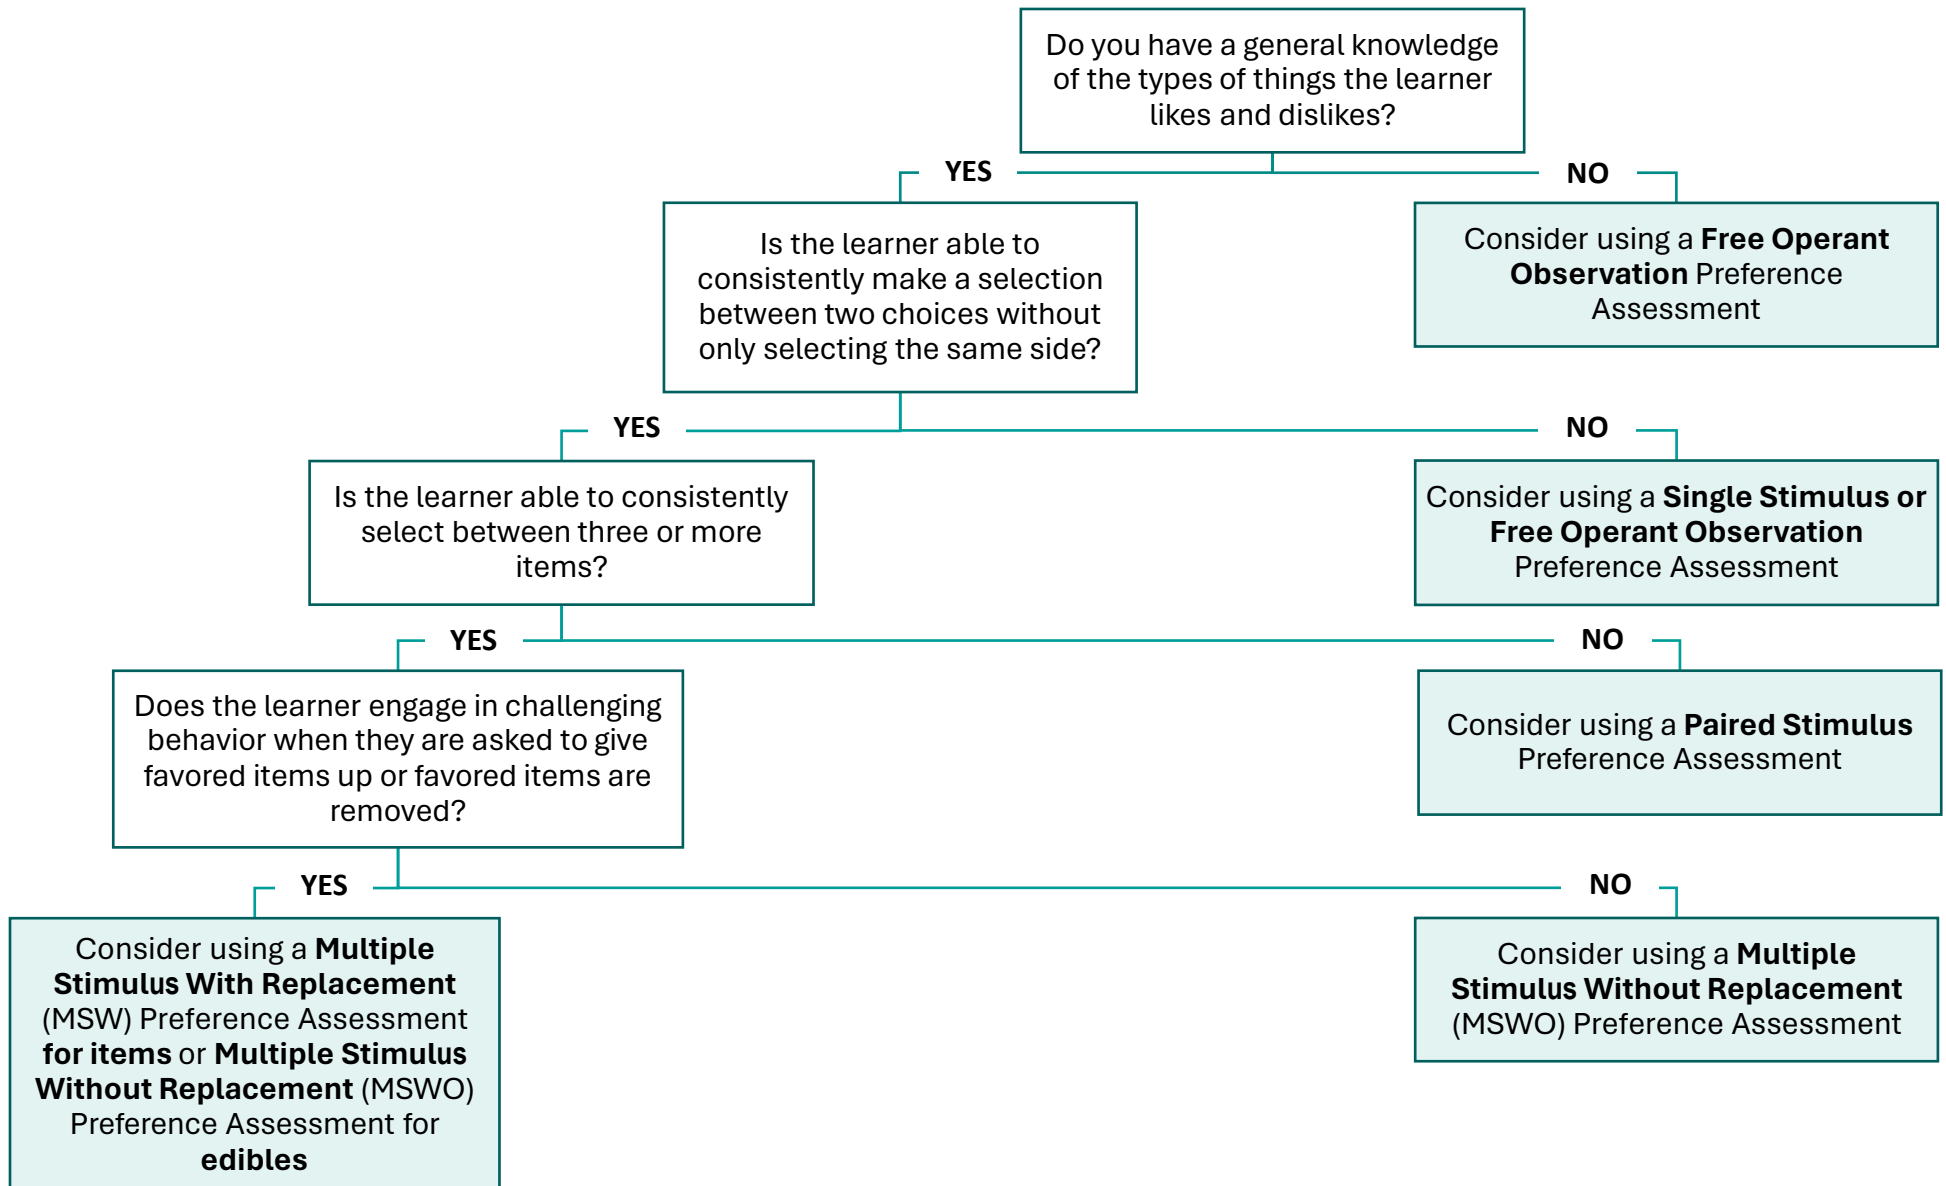 Do you have a general knowledge
of the types of things the learner
likes and dislikes?
YES
NO
Is the learner able to
consistently make a selection
between two choices without
only selecting the same side?
Consider using a Free Operant
Observation Preference
Assessment
YES
NO
Is the learner able to consistently
select between three or more
items?
Consider using a Single Stimulus or
Free Operant Observation
Preference Assessment
YES
NO
Does the learner engage in challenging
behavior when they are asked to give
favored items up or favored items are
removed?
Consider using a Paired Stimulus
Preference Assessment
YES
NO
Consider using a Multiple
Stimulus With Replacement
(MSW) Preference Assessment
for items or Multiple Stimulus
Without Replacement (MSWO)
Preference Assessment for
edibles
Consider using a Multiple
Stimulus Without Replacement
(MSWO) Preference Assessment